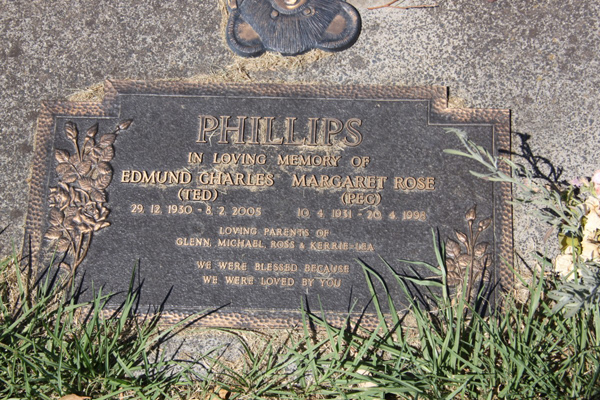 PHILLIPS
IN LOVING MEMORY OF
EDMUND CHARLES MARGARET ROSE
(TED) (PEG)
29. 12. 1930 - 8. 2. 2005 10. 4. 1931 - 20. 4. 1998
LOVING PARENTS OF
GLENN, MICHAEL, ROSS & KERRIE-LEA
WE WERE BLESSED BECAUSE
WE WERE LOVED BY YOU